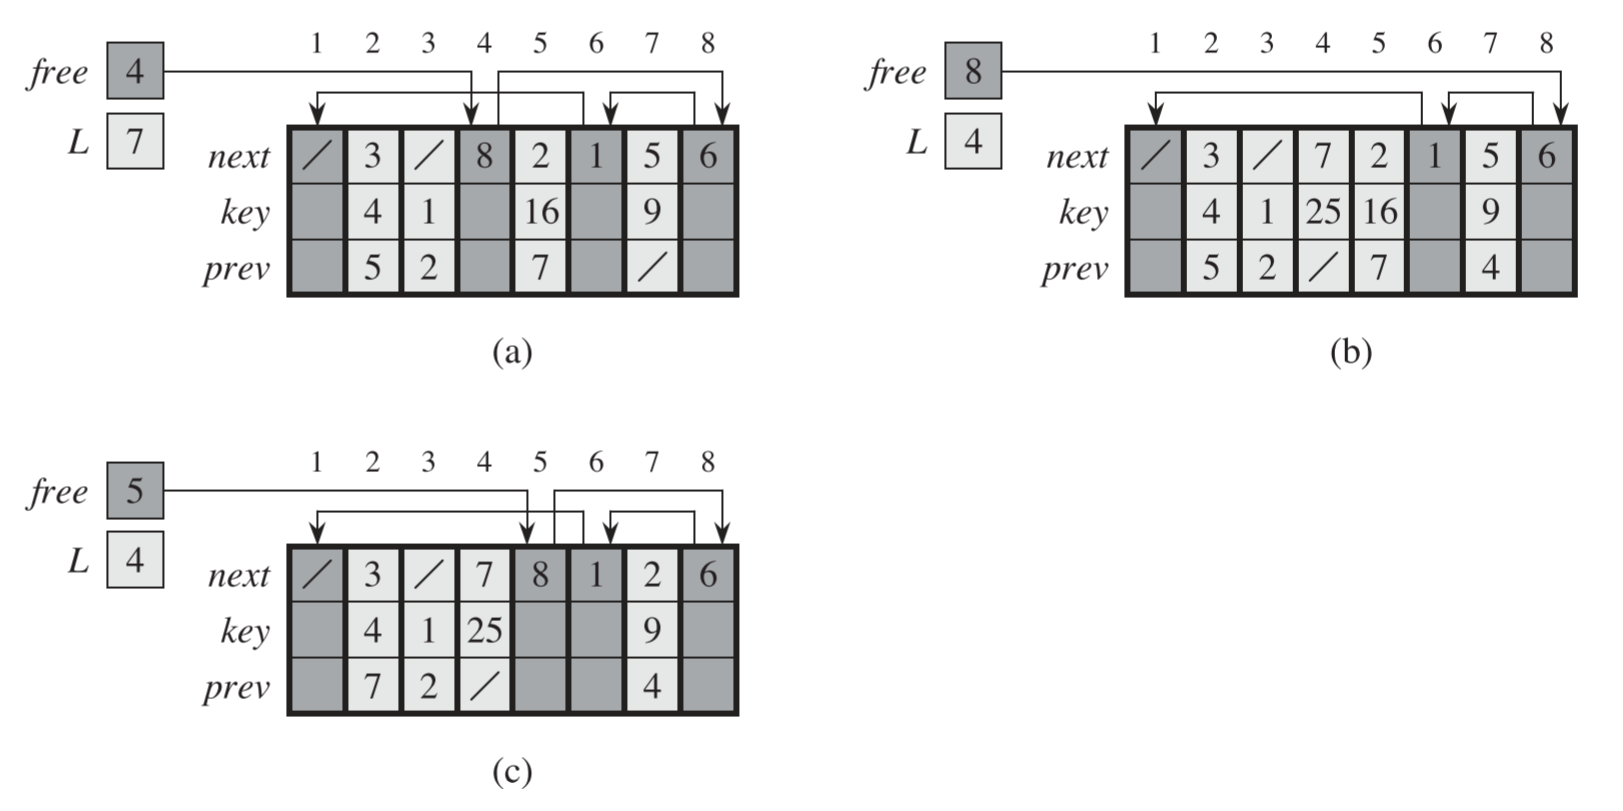 1 2 3 4 5 6 7 8
free 4
L 7
next / 3 / 8 2 1 5 6
key 4 1 16 9
prev 5 2 7 /
(a)
1 2 3 4 5 6 7 8
free 8
L 4
next / 3 / 7 2 1 5 6
key 4 1 25 16 9
prev 5 2 / 7 4
(b)
1 2 3 4 5 6 7 8
free 5
L 4
next / 3 / 7 8 1 2 6
key 4 1 25 9
prev 7 2 / 4
(c)